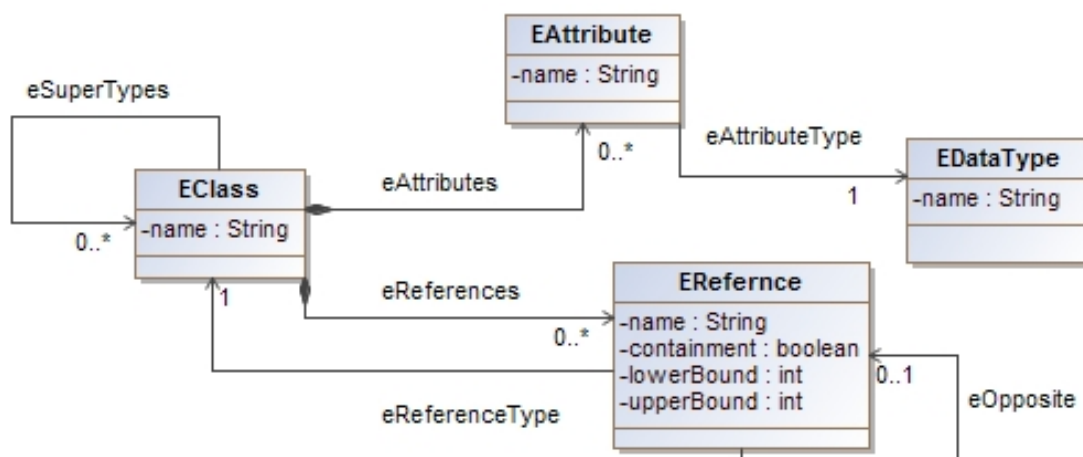 EAttribute
-name : String
eSuperTypes
0..*
eAttributeType
EDataType
-name : String
1
EClass
-name : String
eAttributes
0..*
1
eReferences
0..*
ERefernce
-name : String
-containment : boolean
-lowerBound : int
-upperBound : int
0..1
eOpposite
eReferenceType